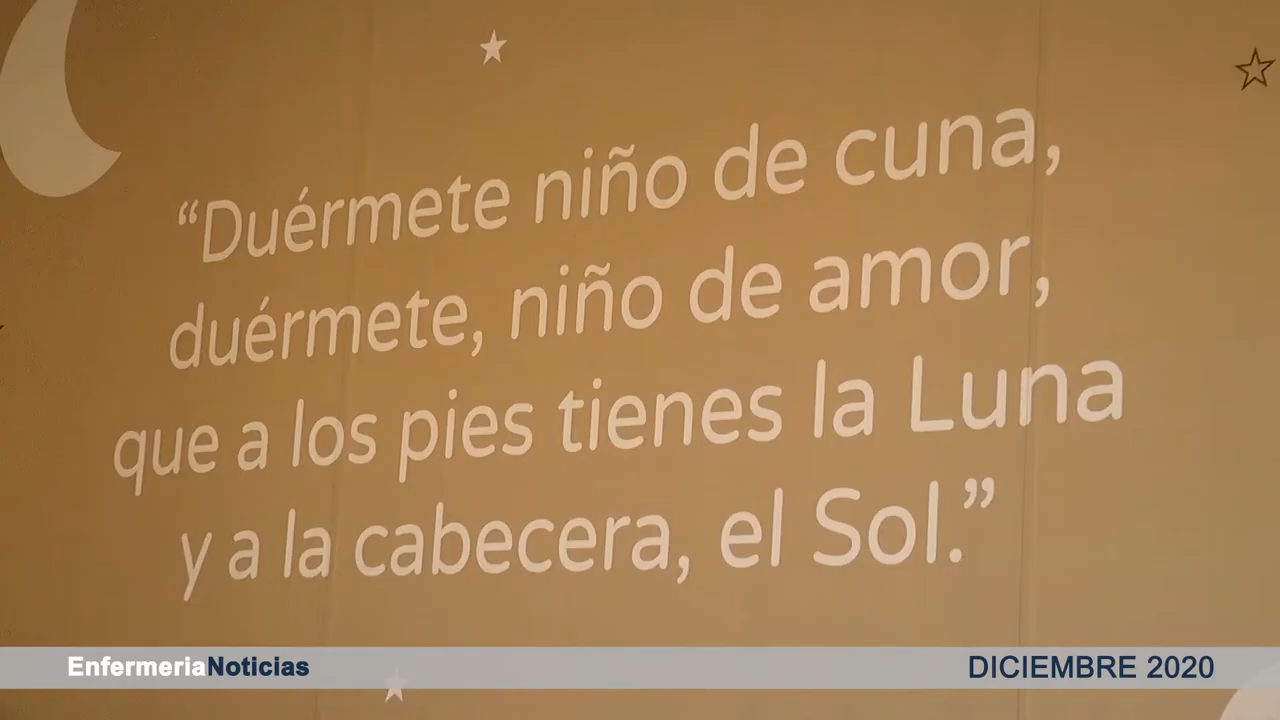 “Duérmete niño de cuna,
duérmete, niño de amor,
que a los pies tienes la Luna
y a la cabecera, el Sol.”
EnfermeriaNoticias
DICIEMBRE 2020